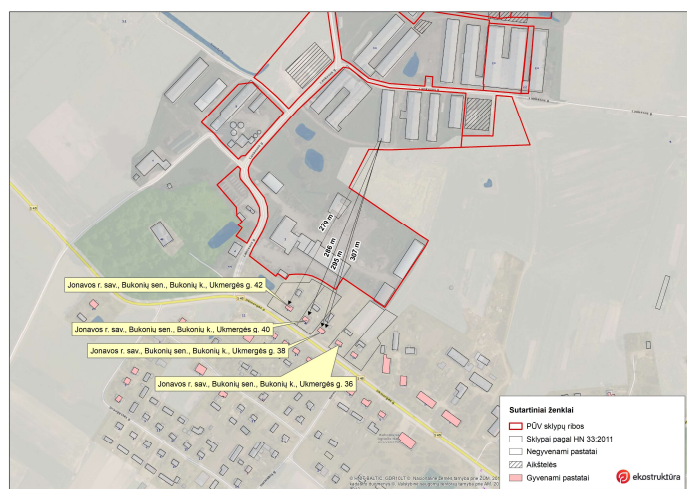 279 m
286 m
295 m
307 m
Jonavos r. sav., Bukonių sen., Bukonių k., Ukmergės g. 42
Jonavos r. sav., Bukonių sen., Bukonių k., Ukmergės g. 40
Jonavos r. sav., Bukonių sen., Bukonių k., Ukmergės g. 38
Jonavos r. sav., Bukonių sen., Bukonių k., Ukmergės g. 36
Sutartiniai ženklai
PŪV sklypų ribos
Sklypai pagal HN 33:2011
Negyvenami pastatai
Aikštelės
Gyvenami pastatai
ekostruktūra